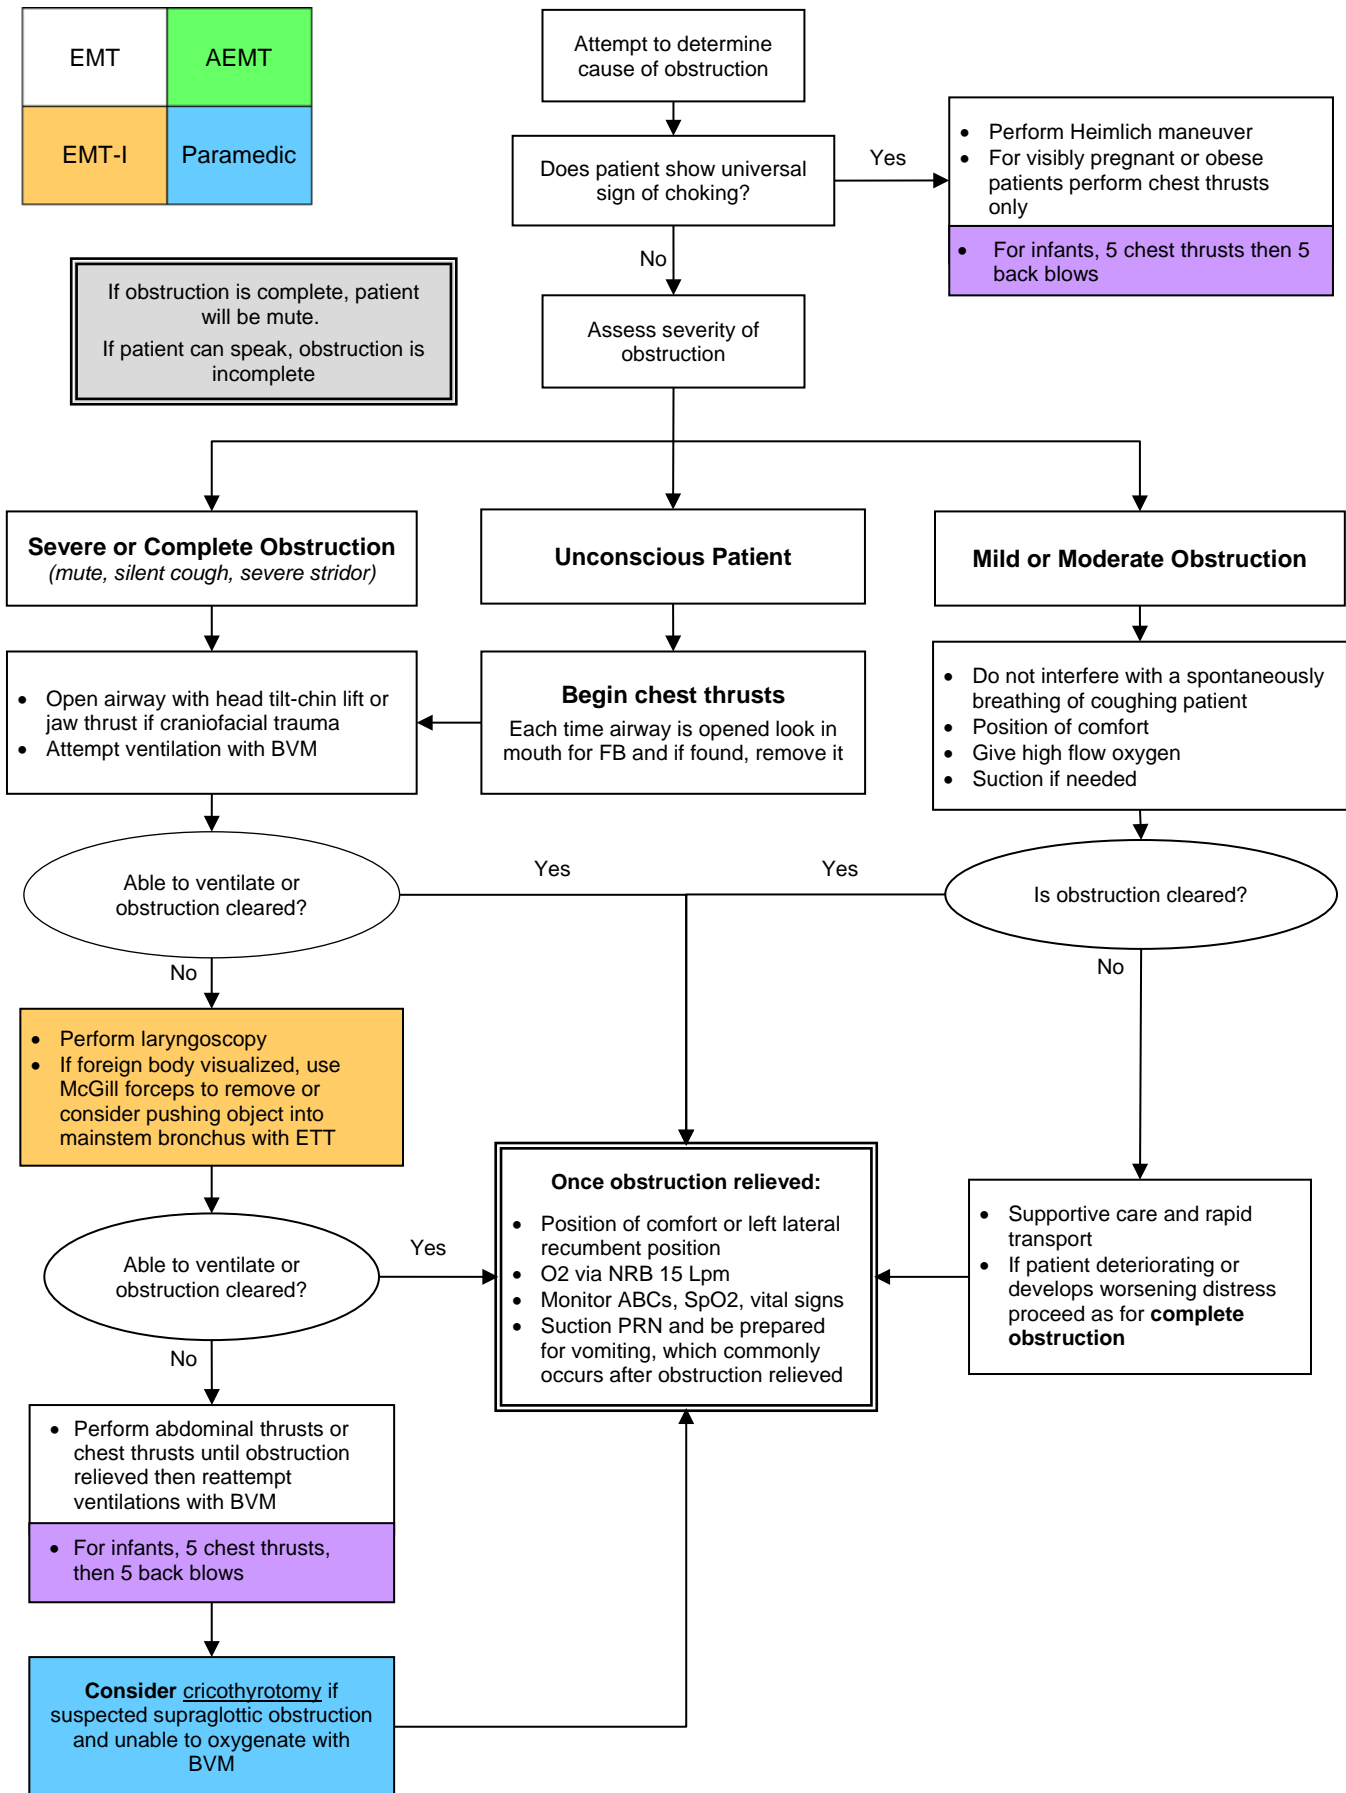 EMT
AEMT
EMT-I
Paramedic
Attempt to determine
cause of obstruction
Does patient show universal
sign of choking?
Yes
• Perform Heimlich maneuver
• For visibly pregnant or obese
patients perform chest thrusts
only
• For infants, 5 chest thrusts then 5
back blows
No
If obstruction is complete, patient
will be mute.
If patient can speak, obstruction is
incomplete
Assess severity of
obstruction
Severe or Complete Obstruction
(mute, silent cough, severe stridor)
Unconscious Patient
Mild or Moderate Obstruction
• Open airway with head tilt-chin lift or
jaw thrust if craniofacial trauma
• Attempt ventilation with BVM
Begin chest thrusts
Each time airway is opened look in
mouth for FB and if found, remove it
• Do not interfere with a spontaneously
breathing of coughing patient
• Position of comfort
• Give high flow oxygen
• Suction if needed
Able to ventilate or
obstruction cleared?
Yes
Yes
Is obstruction cleared?
No
No
• Perform laryngoscopy
• If foreign body visualized, use
McGill forceps to remove or
consider pushing object into
mainstem bronchus with ETT
Able to ventilate or
obstruction cleared?
Yes
Once obstruction relieved:
• Position of comfort or left lateral
recumbent position
• O2 via NRB 15 Lpm
• Monitor ABCs, SpO2, vital signs
• Suction PRN and be prepared
for vomiting, which commonly
occurs after obstruction relieved
• Supportive care and rapid
transport
• If patient deteriorating or
develops worsening distress
proceed as for complete
obstruction
No
• Perform abdominal thrusts or
chest thrusts until obstruction
relieved then reattempt
ventilations with BVM
• For infants, 5 chest thrusts,
then 5 back blows
Consider cricothyrotomy if
suspected supraglottic obstruction
and unable to oxygenate with
BVM